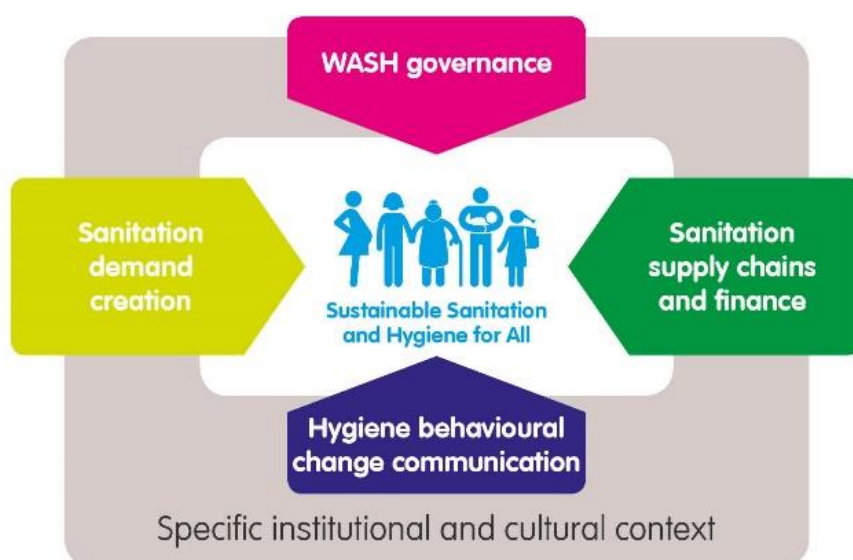 WASH governance
Sanitation
demand
creation
Sustainable Sanitation
and Hygiene for All
Sanitation
supply chains
and finance
Hygiene behavioural
change communication
Specific institutional and cultural context